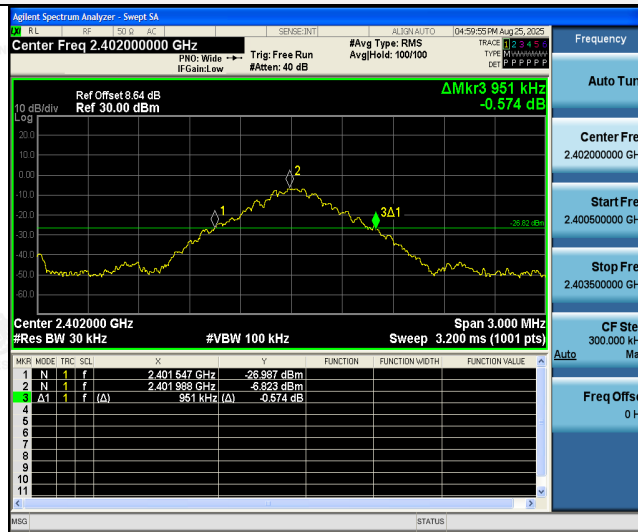 Agilent Spectrum Analyzer - Swept SA
LXI RL RF 50 Ω AC SENSE:INT ALIGN AUTO 04:59:55 PM Aug 25, 2025
Center Freq 2.402000000 GHz
PNO: Wide
IFGain:Low
Trig: Free Run
#Atten: 40 dB
#Avg Type: RMS
Avg|Hold: 100/100
TRACE 1 2 3 4 5 6
TYPE M W W W W W
DET P P P P P P
ΔMkr3 951 kHz
-0.574 dB
Ref Offset 8.64 dB
Ref 30.00 dBm
10 dB/div
Log
20.0
10.0
0.00
-10.0
-20.0
-30.0
-40.0
-50.0
-60.0
1
2
3Δ1
-26.82 dBm
Center 2.402000 GHz Span 3.000 MHz
#Res BW 30 kHz #VBW 100 kHz Sweep 3.200 ms (1001 pts)
MKR MODE TRC SCL X Y FUNCTION FUNCTION WIDTH FUNCTION VALUE
1 N 1 f 2.401 547 GHz -26.987 dBm
2 N 1 f 2.401 988 GHz -6.823 dBm
3 Δ1 1 f (Δ) 951 kHz (Δ) -0.574 dB
4
5
6
7
8
9
10
11
MSG STATUS
Frequency
Auto Tun
Center Fre
2.402000000 GH
Start Fre
2.400500000 GH
Stop Fre
2.403500000 GH
CF Ste
300.000 kH
Auto Ma
Freq Offse
0 H